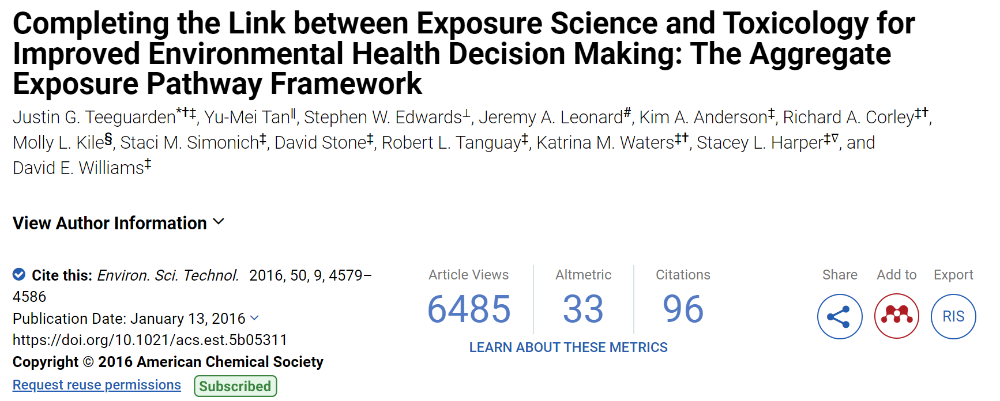 Completing the Link between Exposure Science and Toxicology for
Improved Environmental Health Decision Making: The Aggregate
Exposure Pathway Framework
Justin G. Teeguarden*†‡, Yu-Mei Tan∥, Stephen W. Edwards⊥, Jeremy A. Leonard#, Kim A. Anderson‡, Richard A. Corley‡†,
Molly L. Kile§, Staci M. Simonich‡, David Stone‡, Robert L. Tanguay‡, Katrina M. Waters‡†, Stacey L. Harper‡∇, and
David E. Williams‡
View Author Information
Cite this: Environ. Sci. Technol. 2016, 50, 9, 4579–
4586
Publication Date: January 13, 2016
https://doi.org/10.1021/acs.est.5b05311
Copyright © 2016 American Chemical Society
Request reuse permissions Subscribed
Article Views Altmetric Citations
6485 33 96
LEARN ABOUT THESE METRICS
Share Add to Export
RIS